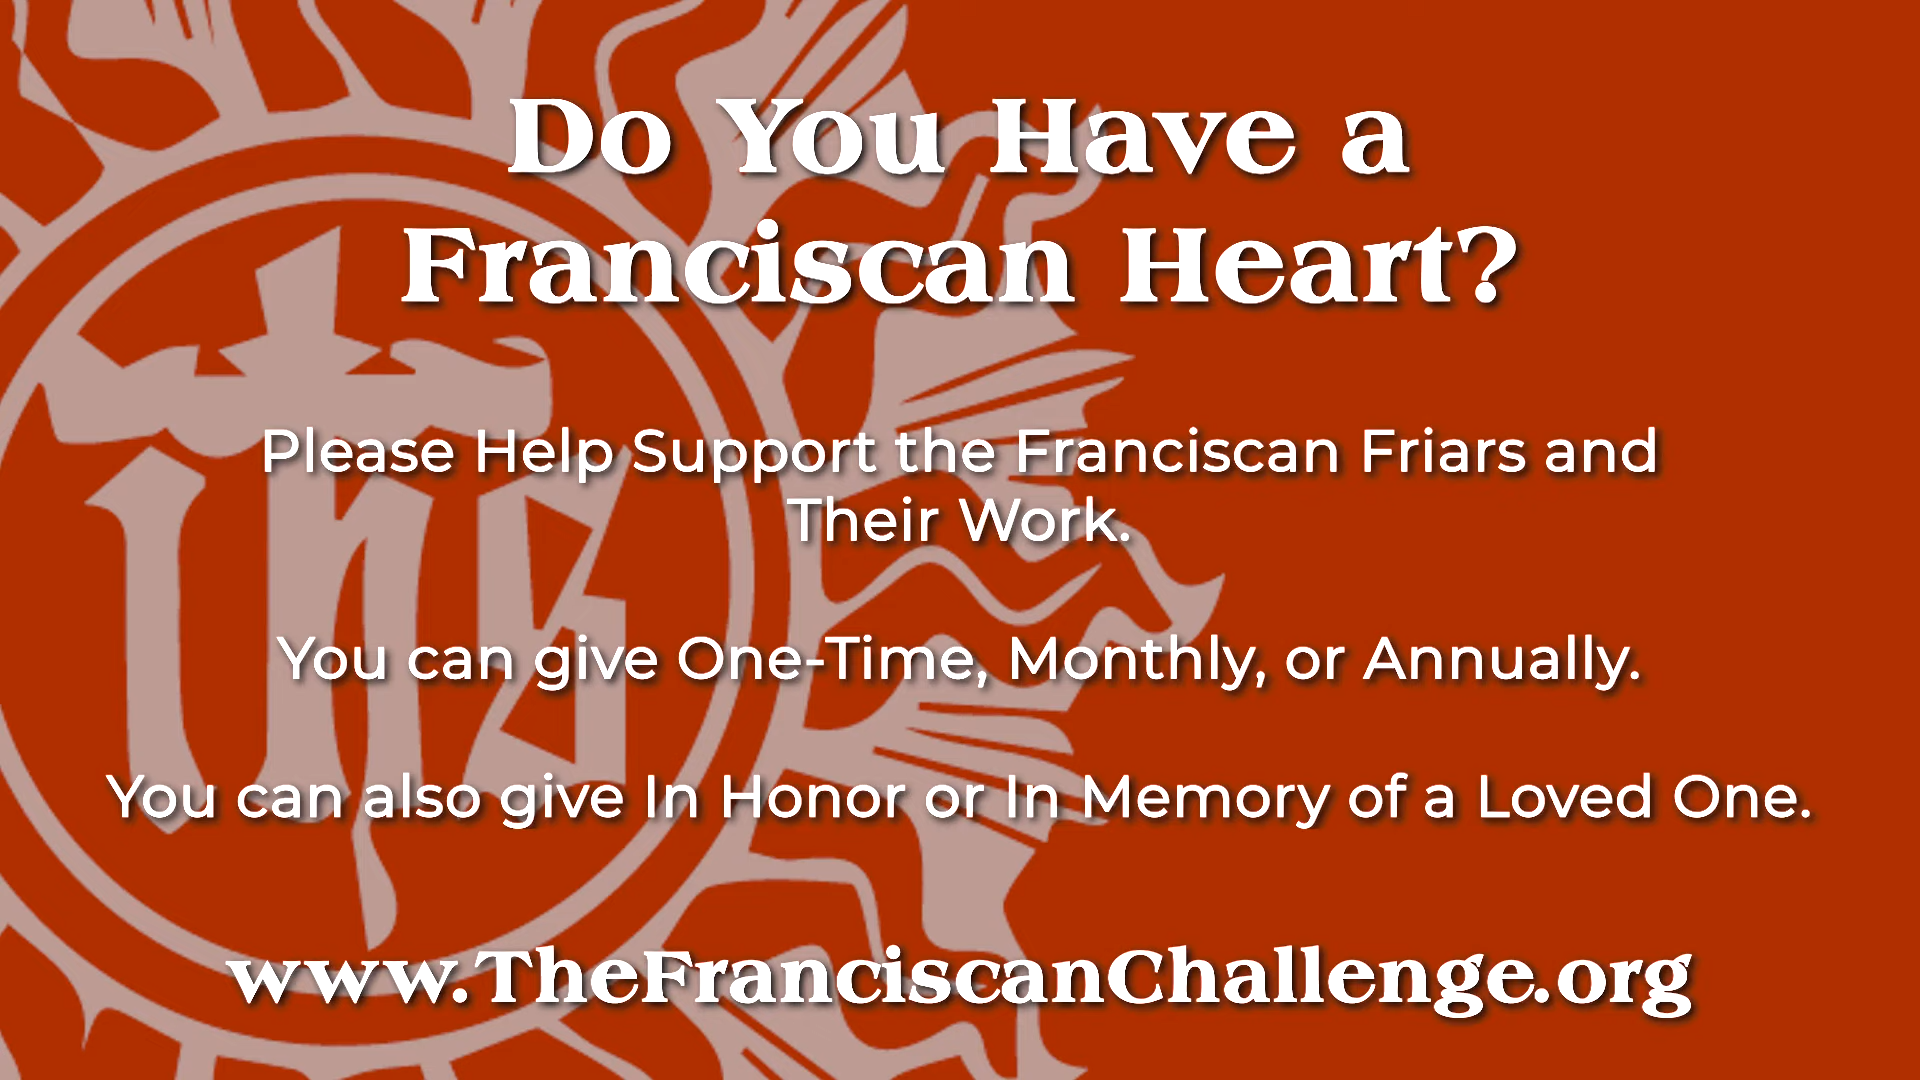 Do You Have a
Franciscan Heart?
Please Help Support the Franciscan Friars and
Their Work.
You can give One-Time, Monthly, or Annually.
You can also give In Honor or In Memory of a Loved One.
www.TheFranciscanChallenge.org
ihs